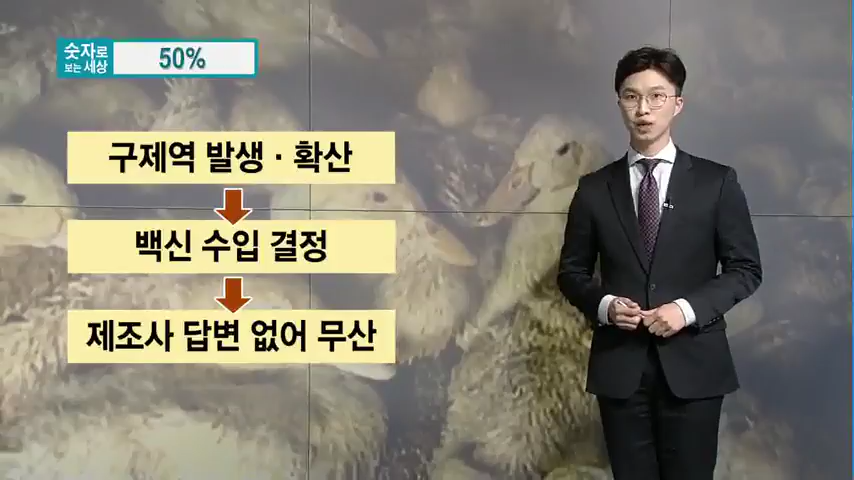 숫자로
보는 세상
50%
구제역 발생·확산
백신 수입 결정
제조사 답변 없어 무산